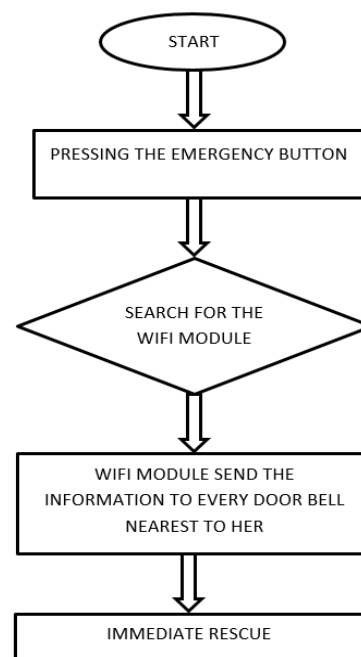 START
PRESSING THE EMERGENCY BUTTON
SEARCH FOR THE
WIFI MODULE
WIFI MODULE SEND THE
INFORMATION TO EVERY DOOR BELL
NEAREST TO HER
IMMEDIATE RESCUE